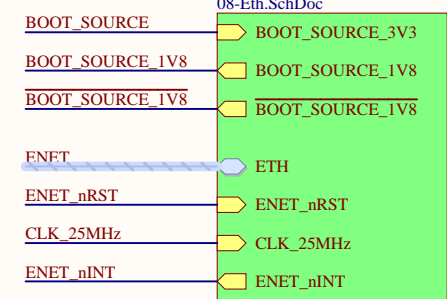 08-Eth.SchDoc
BOOT_SOURCE BOOT_SOURCE_3V3
BOOT_SOURCE_1V8 BOOT_SOURCE_1V8
BOOT_SOURCE_1V8 BOOT_SOURCE_1V8
ENET ETH
ENET_nRST ENET_nRST
CLK_25MHz CLK_25MHz
ENET_nINT ENET_nINT